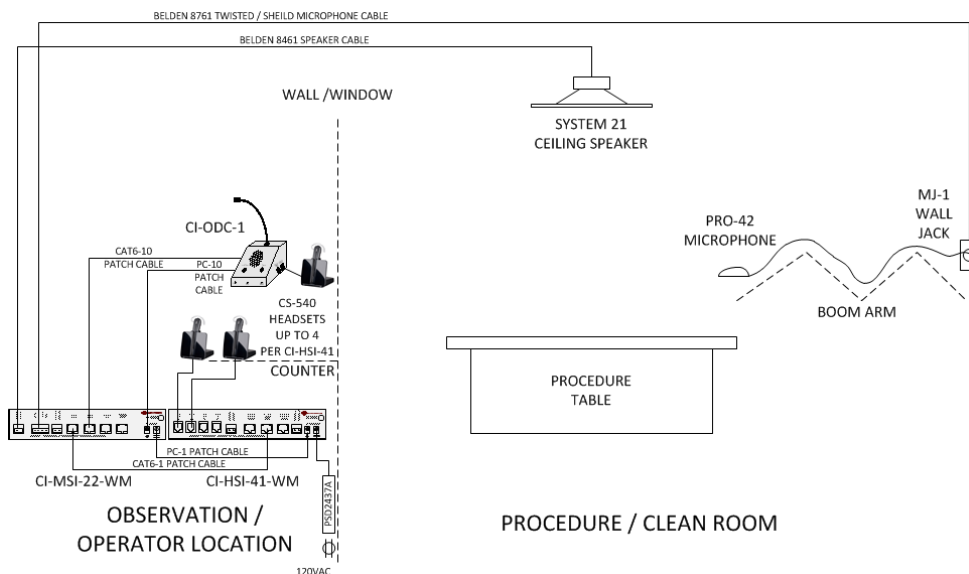 BELDEN 8761 TWISTED / SHEILD MICROPHONE CABLE
BELDEN 8461 SPEAKER CABLE
WALL /WINDOW
SYSTEM 21
CEILING SPEAKER
CI-ODC-1
CAT6-10
PATCH CABLE
PC-10
PATCH
CABLE
CS-540
HEADSETS
UP TO 4
PER CI-HSI-41
COUNTER
PRO-42
MICROPHONE
MJ-1
WALL
JACK
BOOM ARM
PROCEDURE
TABLE
PC-1 PATCH CABLE
CAT6-1 PATCH CABLE
CI-MSI-22-WM
CI-HSI-41-WM
PSD2437A
OBSERVATION /
OPERATOR LOCATION
PROCEDURE / CLEAN ROOM
120VAC